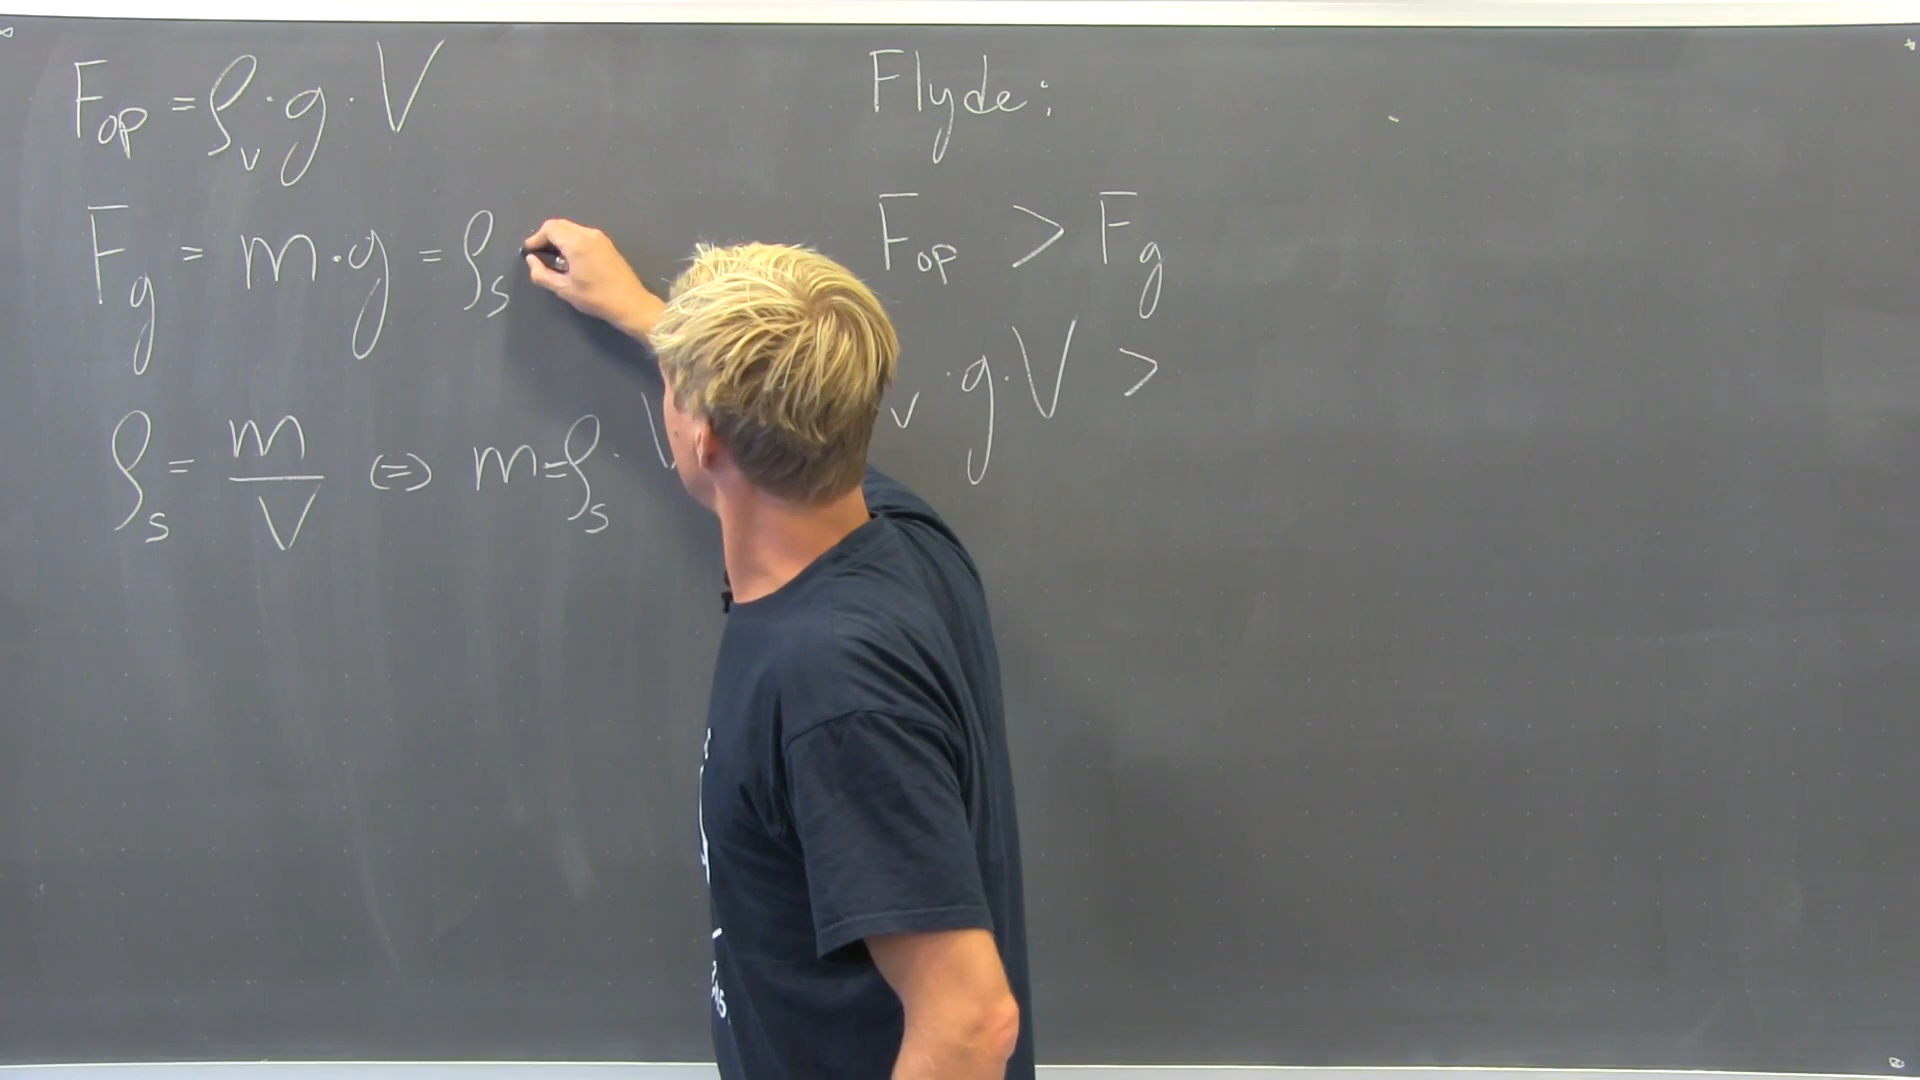 F_op = ρ_v · g · V
F_g = m · g = ρ_s
ρ_s = m/V ⇔ m = ρ_s ·
Flyde:
F_op > F_g
v · g · V >